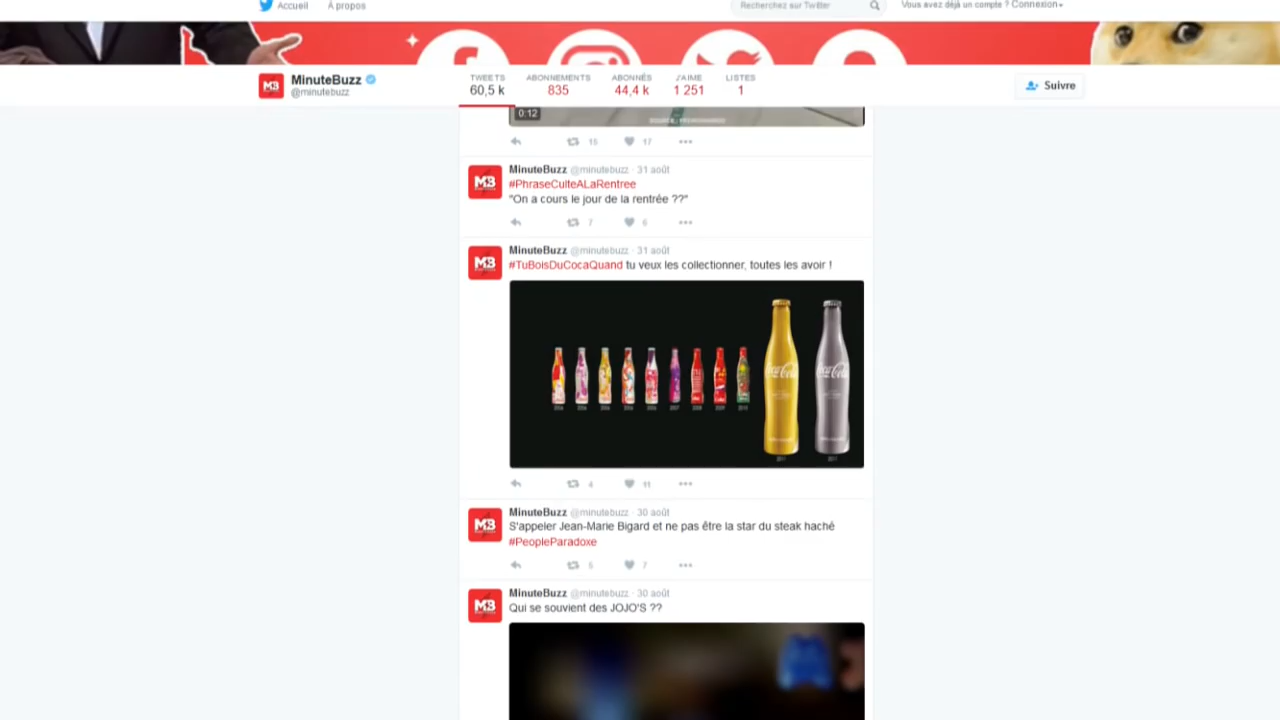 Accueil
À propos
Recherchez sur Twitter
Vous avez déjà un compte ? Connexion
MinuteBuzz
@minutebuzz
TWEETS
60,5 k
ABONNEMENTS
835
ABONNÉS
44,4 k
J'AIME
1 251
LISTES
1
Suivre
0:12
15
17
MinuteBuzz @minutebuzz · 31 août
#PhraseCulteALaRentree
"On a cours le jour de la rentrée ??"
7
6
MinuteBuzz @minutebuzz · 31 août
#TuBoisDuCocaQuand tu veux les collectionner, toutes les avoir !
Coca-Cola
Coca-Cola
4
11
MinuteBuzz @minutebuzz · 30 août
S'appeler Jean-Marie Bigard et ne pas être la star du steak haché
#PeopleParadoxe
5
7
MinuteBuzz @minutebuzz · 30 août
Qui se souvient des JOJO'S ??